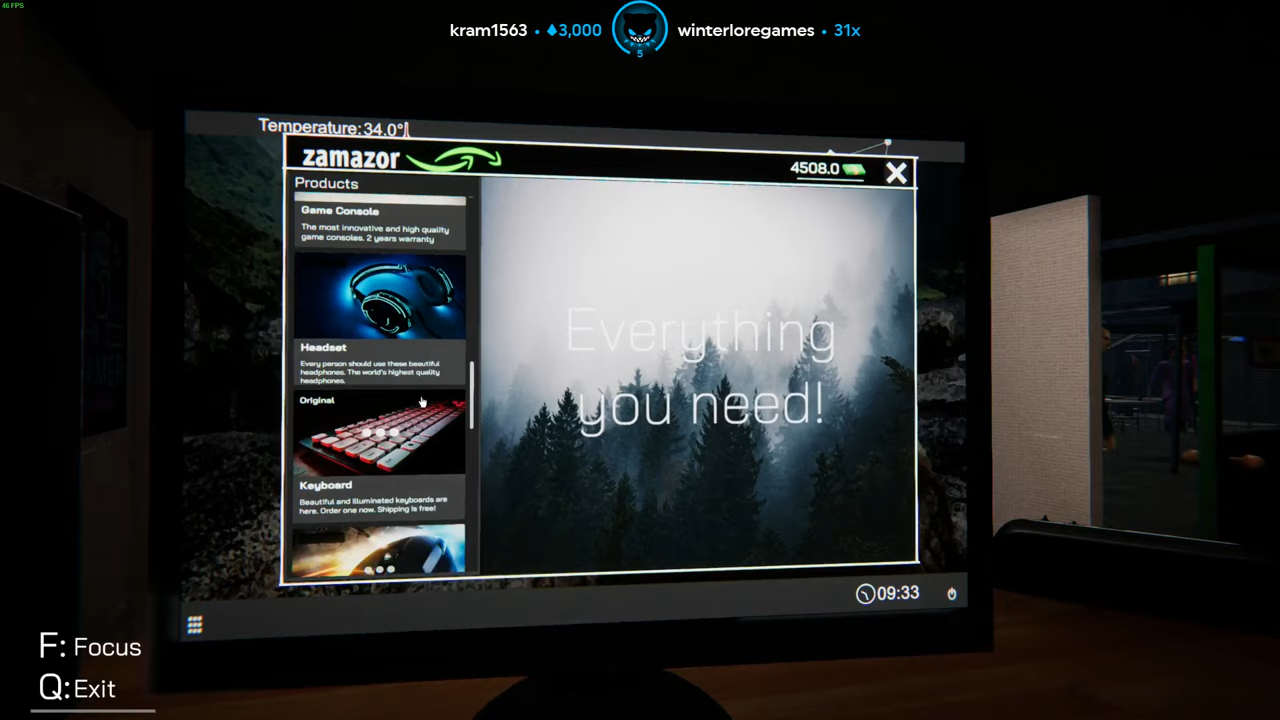 46 FPS
kram1563 • 3,000
5
winterloregames • 31x
Temperature: 34.0°
zamazor
4508.0
Products
Game Console
The most innovative and high quality
game consoles. 2 years warranty
Headset
Every person should use these beautiful
headphones. The world's highest quality
headphones.
Original
Keyboard
Beautiful and illuminated keyboards are
here. Order one now. Shipping is free!
Everything
you need!
09:33
F: Focus
Q: Exit